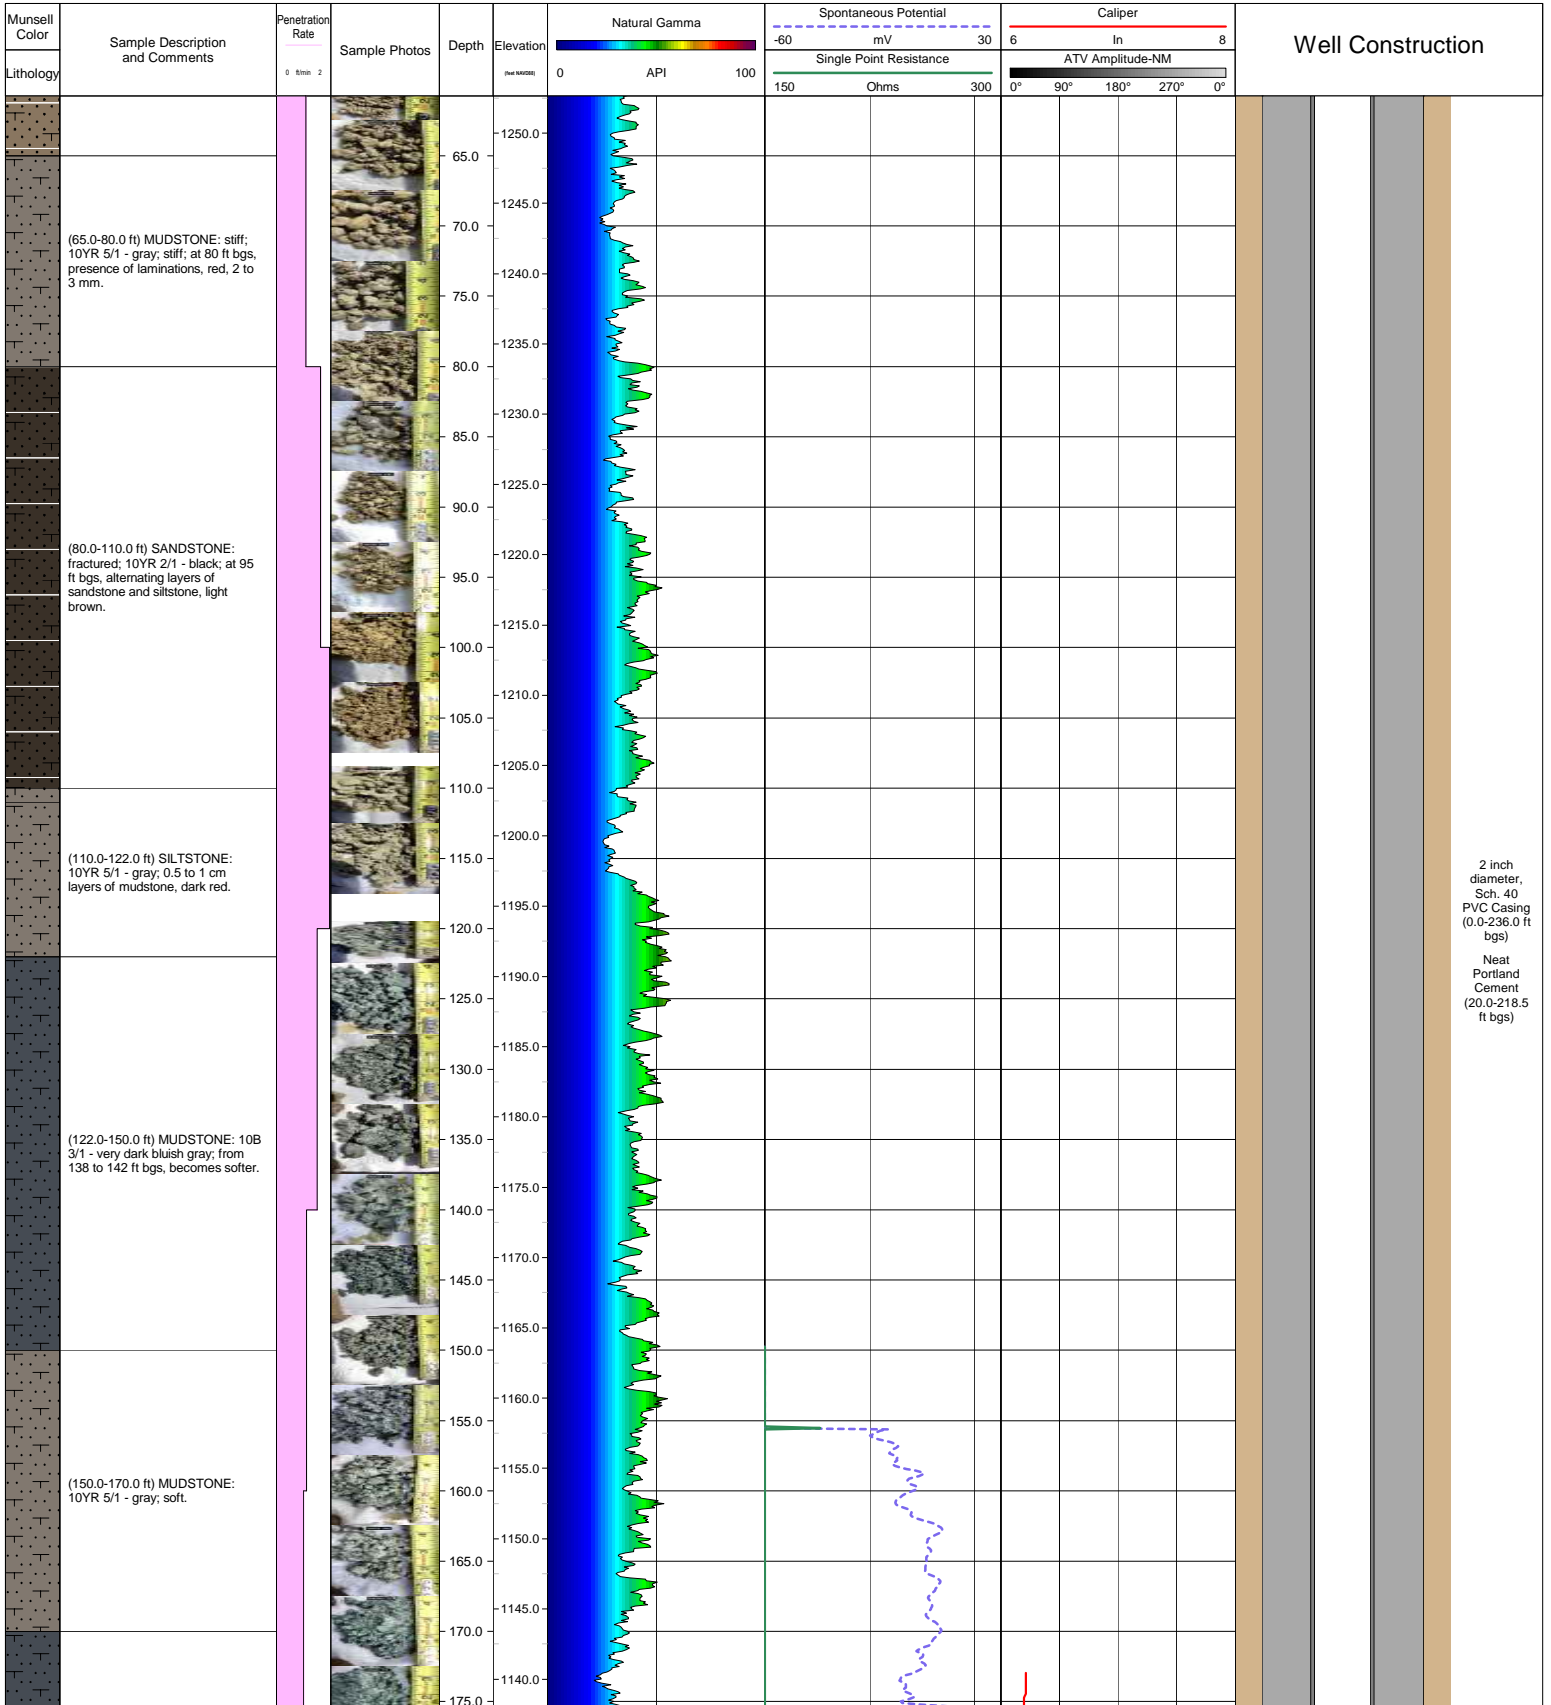 Munsell
Color
Lithology
Sample Description
and Comments
Penetration
Rate
0 ft/min 2
Sample Photos
Depth
Elevation
(feet NAVD88)
Natural Gamma
0 API 100
Spontaneous Potential
-60 mV 30
Single Point Resistance
150 Ohms 300
Caliper
6 In 8
ATV Amplitude-NM
0° 90° 180° 270° 0°
Well Construction
(65.0-80.0 ft) MUDSTONE: stiff;
10YR 5/1 - gray; stiff; at 80 ft bgs,
presence of laminations, red, 2 to
3 mm.
(80.0-110.0 ft) SANDSTONE:
fractured; 10YR 2/1 - black; at 95
ft bgs, alternating layers of
sandstone and siltstone, light
brown.
(110.0-122.0 ft) SILTSTONE:
10YR 5/1 - gray; 0.5 to 1 cm
layers of mudstone, dark red.
(122.0-150.0 ft) MUDSTONE: 10B
3/1 - very dark bluish gray; from
138 to 142 ft bgs, becomes softer.
(150.0-170.0 ft) MUDSTONE:
10YR 5/1 - gray; soft.
65.0
70.0
75.0
80.0
85.0
90.0
95.0
100.0
105.0
110.0
115.0
120.0
125.0
130.0
135.0
140.0
145.0
150.0
155.0
160.0
165.0
170.0
175.0
1250.0
1245.0
1240.0
1235.0
1230.0
1225.0
1220.0
1215.0
1210.0
1205.0
1200.0
1195.0
1190.0
1185.0
1180.0
1175.0
1170.0
1165.0
1160.0
1155.0
1150.0
1145.0
1140.0
2 inch
diameter,
Sch. 40
PVC Casing
(0.0-236.0 ft
bgs)
Neat
Portland
Cement
(20.0-218.5
ft bgs)